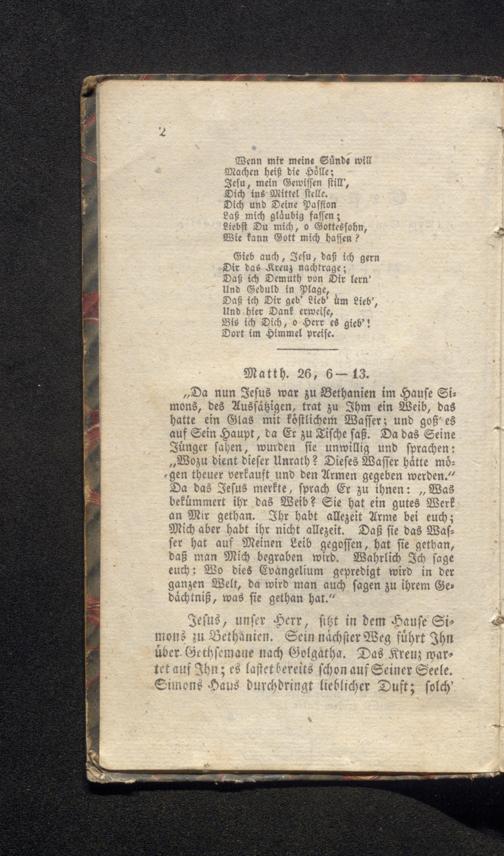 2
Wenn mir meine Sünde will
Machen heiß die Hölle;
Jesu, mein Gewissen still',
Dich ins Mittel stelle.
Dich und Deine Passion
Laß mich gläubig fassen;
Liebst Du mich, o Gottessohn,
Wie kann Gott mich hassen?
Gieb auch, Jesu, daß ich gern
Dir das Kreuz nachtrage;
Daß ich Demuth von Dir lern'
Und Geduld in Plage,
Daß ich Dir geb' Lieb' üm Lieb',
Und hier Dank erweise,
Bis ich Dich, o Herr es gieb'!
Dort im Himmel preise.
Matth. 26, 6—13.
„Da nun Jesus war zu Bethanien im Hause Si-
mons, des Aussätzigen, trat zu Ihm ein Weib, das
hatte ein Glas mit köstlichem Wasser; und goß es
auf Sein Haupt, da Er zu Tische saß. Da das Seine
Jünger sahen, wurden sie unwillig und sprachen:
„Wozu dient dieser Unrath? Dieses Wasser hätte mö-
gen theuer verkauft und den Armen gegeben werden.“
Da das Jesus merkte, sprach Er zu ihnen: „Was
bekümmert ihr das Weib? Sie hat ein gutes Werk
an Mir gethan. Ihr habt allezeit Arme bei euch;
Mich aber habt ihr nicht allezeit. Daß sie das Was-
ser hat auf Meinen Leib gegossen, hat sie gethan,
daß man Mich begraben wird. Wahrlich Ich sage
euch: Wo dies Evangelium gepredigt wird in der
ganzen Welt, da wird man auch sagen zu ihrem Ge-
dächtniß, was sie gethan hat.“
Jesus, unser Herr, sitzt in dem Hause Si-
mons zu Bethanien. Sein nächster Weg führt Ihn
über Gethsemane nach Golgatha. Das Kreuz war-
tet auf Ihn; es lastet bereits schon auf Seiner Seele.
Simons Haus durchdringt lieblicher Duft; solch'